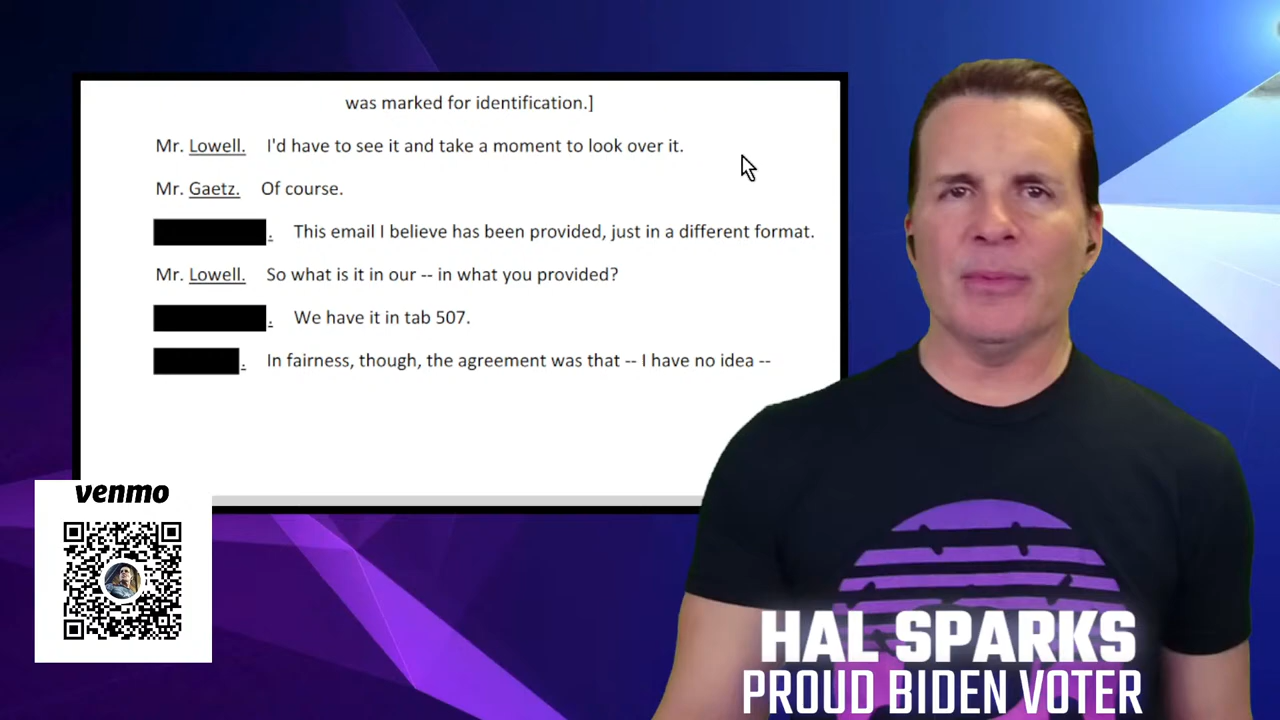 was marked for identification.]
Mr. Lowell. I'd have to see it and take a moment to look over it.
Mr. Gaetz. Of course.
. This email I believe has been provided, just in a different format.
Mr. Lowell. So what is it in our -- in what you provided?
. We have it in tab 507.
. In fairness, though, the agreement was that -- I have no idea --
venmo
HAL SPARKS
PROUD BIDEN VOTER